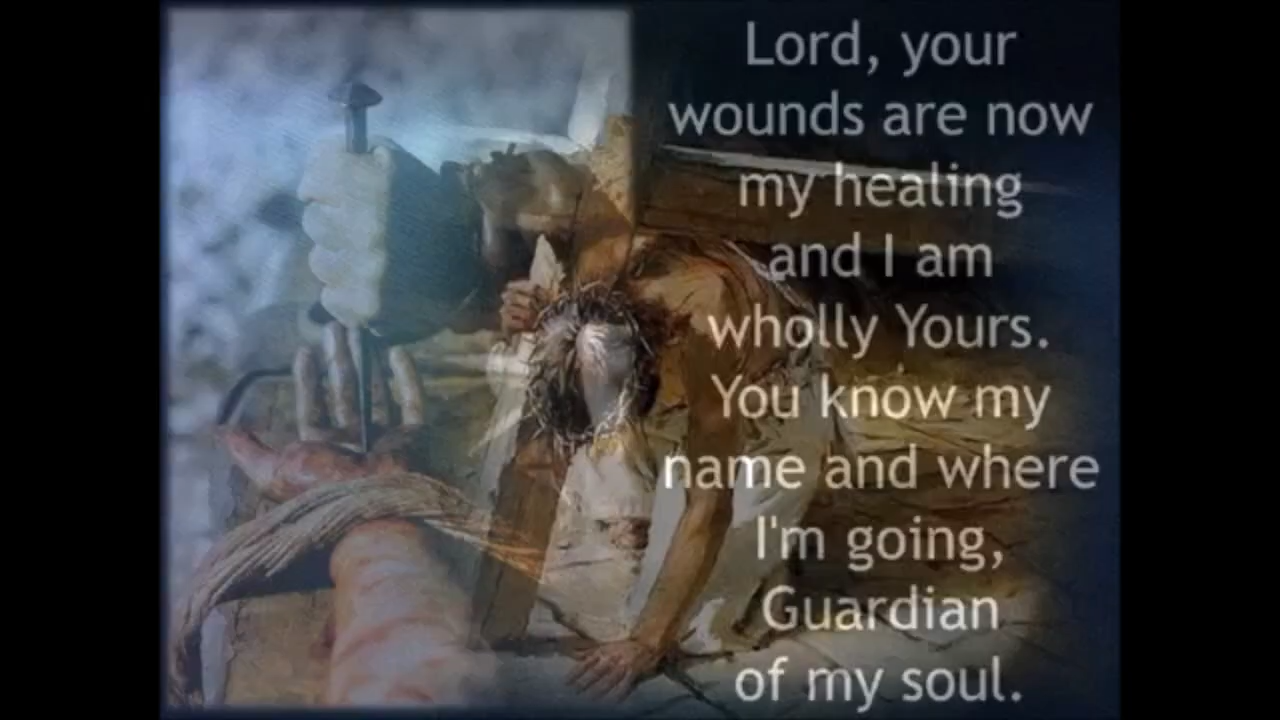 Lord, your
wounds are now
my healing
and I am
wholly Yours.
You know my
name and where
I'm going,
Guardian
of my soul.